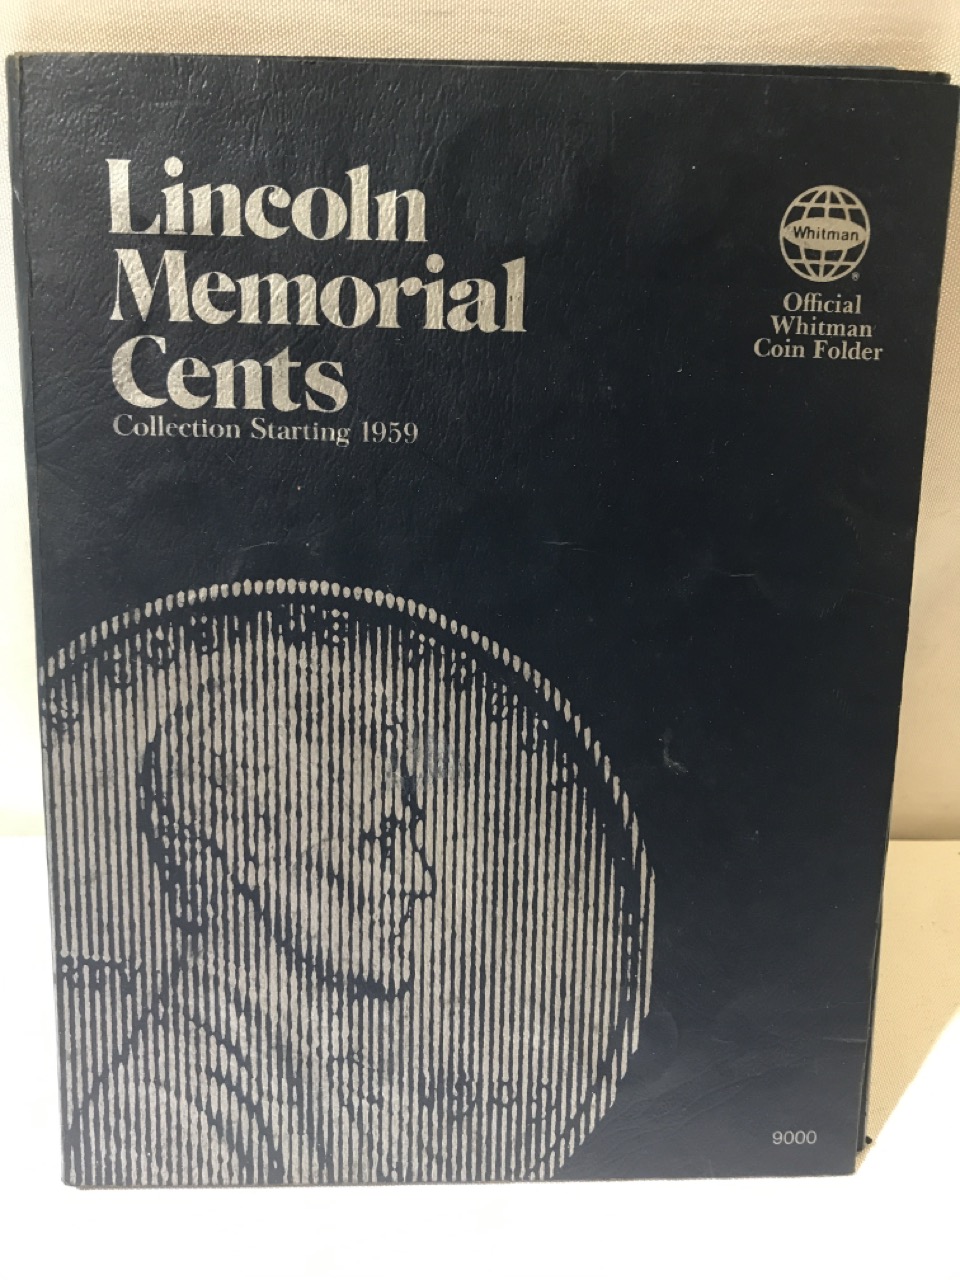 Lincoln
Memorial
Cents
Collection Starting 1959
Whitman
®
Official
Whitman
Coin Folder
9000